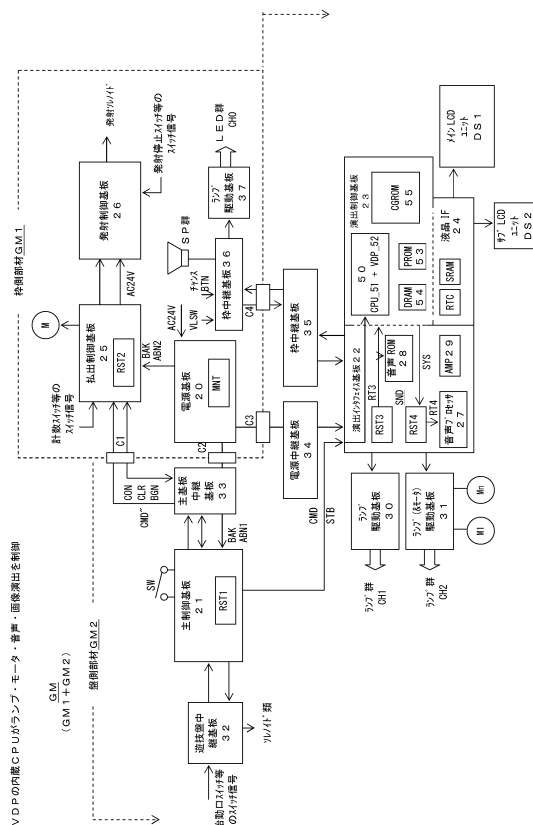 VDPの内蔵CPUがランプ・モータ・音声・画像演出を制御
GM
(GM1+GM2)
枠側部材GM1
盤側部材GM2
計数スイッチ等の
スイッチ信号
M
払出制御基板
25
RST2
AC24V
発射制御基板
26
発射ソレノイド
発射停止スイッチ等の
スイッチ信号
C1
CON
CLR
BGN
CMD"
BAK
ABN2
AC24V
電源基板
20
MNT
VLSW
チャンス
BTN
SP群
枠中継基板36
ランプ
駆動基板
37
LED群
CH0
C2
C3
C4
SW
主制御基板
21
RST1
主基板
中継
基板
33
BAK
ABN1
遊技盤中
継基板
32
始動口スイッチ等
のスイッチ信号
ソレノイド類
電源中継基板
34
枠中継基板
35
CMD
STB
演出インタフェイス基板22
RST3
RT3
音声ROM
28
SND
RST4
RT4
SYS
音声プロセッサ
27
AMP29
演出制御基板
23
50
CPU_51 + VDP_52
CGROM
55
DRAM
54
PROM
53
液晶IF
24
RTC
SRAM
メインLCD
ユニット
DS1
サブLCD
ユニット
DS2
ランプ
駆動基板
30
ランプ群
CH1
ランプ(&モータ)
駆動基板
31
ランプ群
CH2
M1
Mn